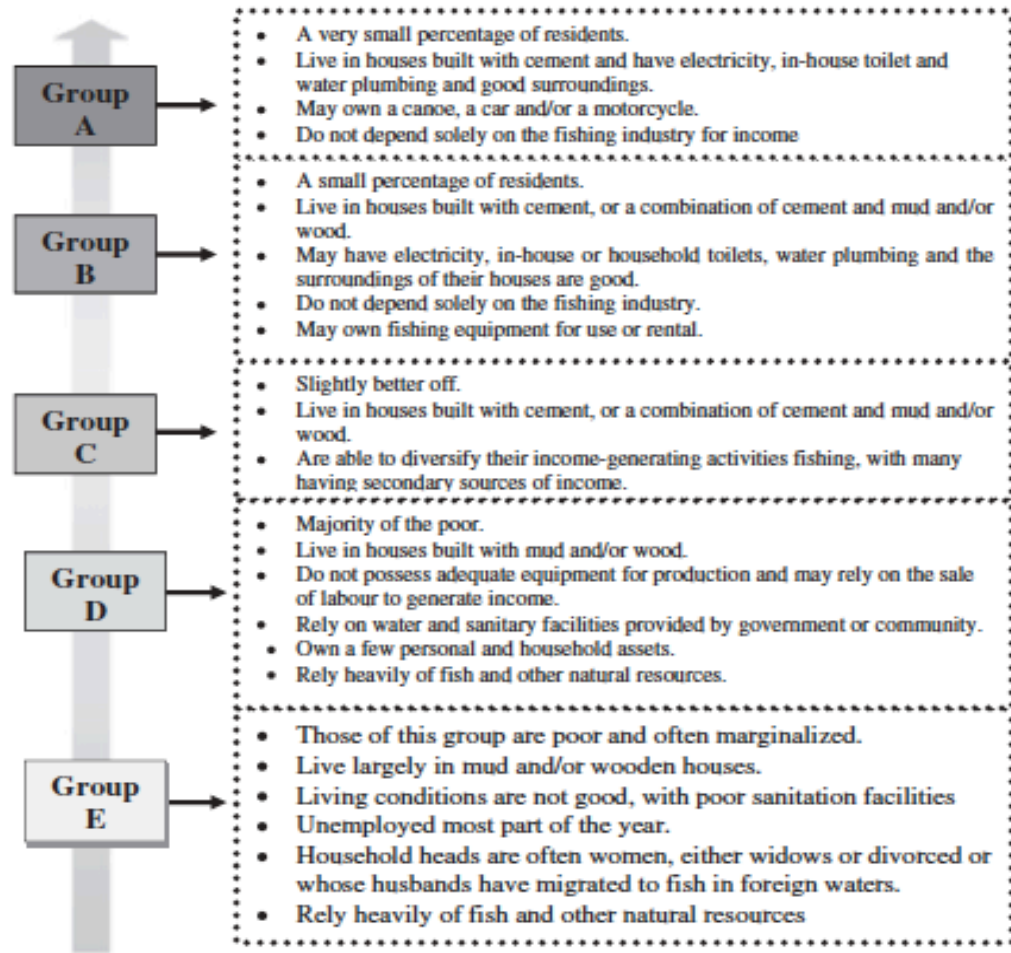 Group
A
• A very small percentage of residents.
• Live in houses built with cement and have electricity, in-house toilet and
water plumbing and good surroundings.
• May own a canoe, a car and/or a motorcycle.
• Do not depend solely on the fishing industry for income
Group
B
• A small percentage of residents.
• Live in houses built with cement, or a combination of cement and mud and/or
wood.
• May have electricity, in-house or household toilets, water plumbing and the
surroundings of their houses are good.
• Do not depend solely on the fishing industry.
• May own fishing equipment for use or rental.
Group
C
• Slightly better off.
• Live in houses built with cement, or a combination of cement and mud and/or
wood.
• Are able to diversify their income-generating activities fishing, with many
having secondary sources of income.
Group
D
• Majority of the poor.
• Live in houses built with mud and/or wood.
• Do not possess adequate equipment for production and may rely on the sale
of labour to generate income.
• Rely on water and sanitary facilities provided by government or community.
• Own a few personal and household assets.
• Rely heavily of fish and other natural resources.
Group
E
• Those of this group are poor and often marginalized.
• Live largely in mud and/or wooden houses.
• Living conditions are not good, with poor sanitation facilities
• Unemployed most part of the year.
• Household heads are often women, either widows or divorced or
whose husbands have migrated to fish in foreign waters.
• Rely heavily of fish and other natural resources